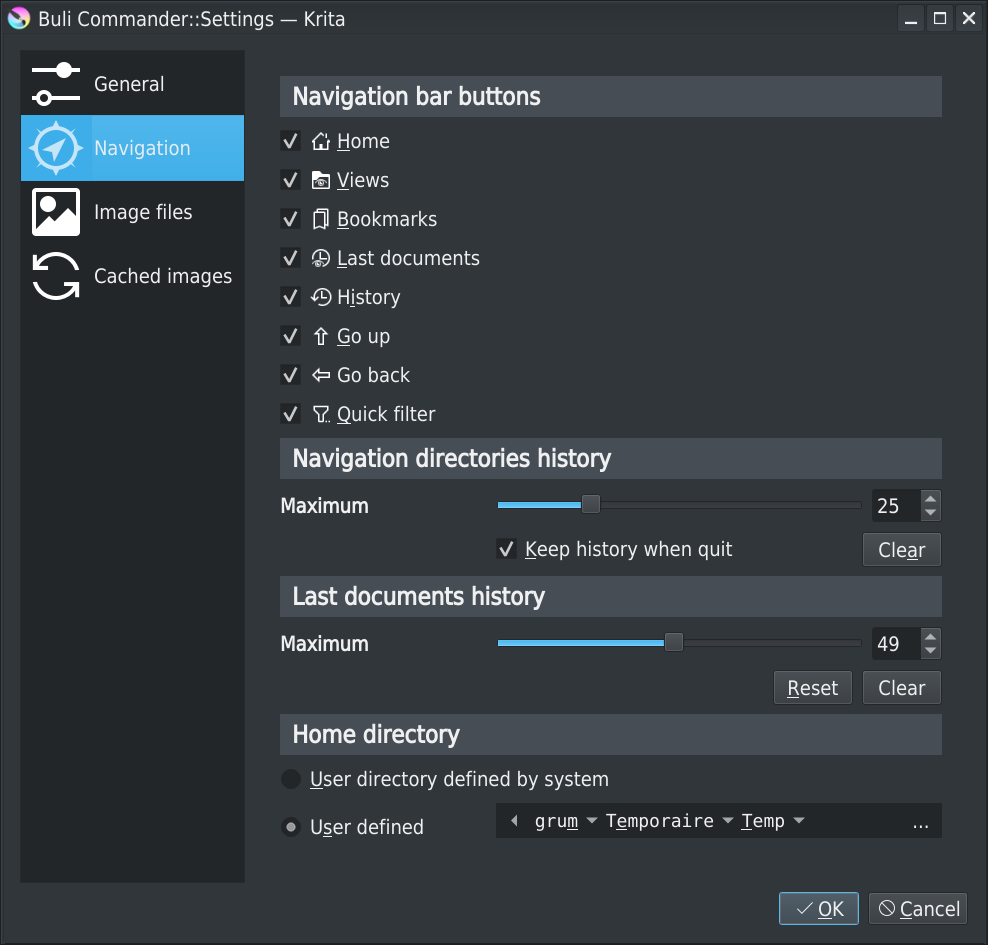 Buli Commander::Settings — Krita
General
Navigation
Image files
Cached images
Navigation bar buttons
Home
Views
Bookmarks
Last documents
History
Go up
Go back
Quick filter
Navigation directories history
Maximum
25
Keep history when quit
Clear
Last documents history
Maximum
49
Reset
Clear
Home directory
User directory defined by system
User defined
grum Temporaire Temp ...
OK
Cancel